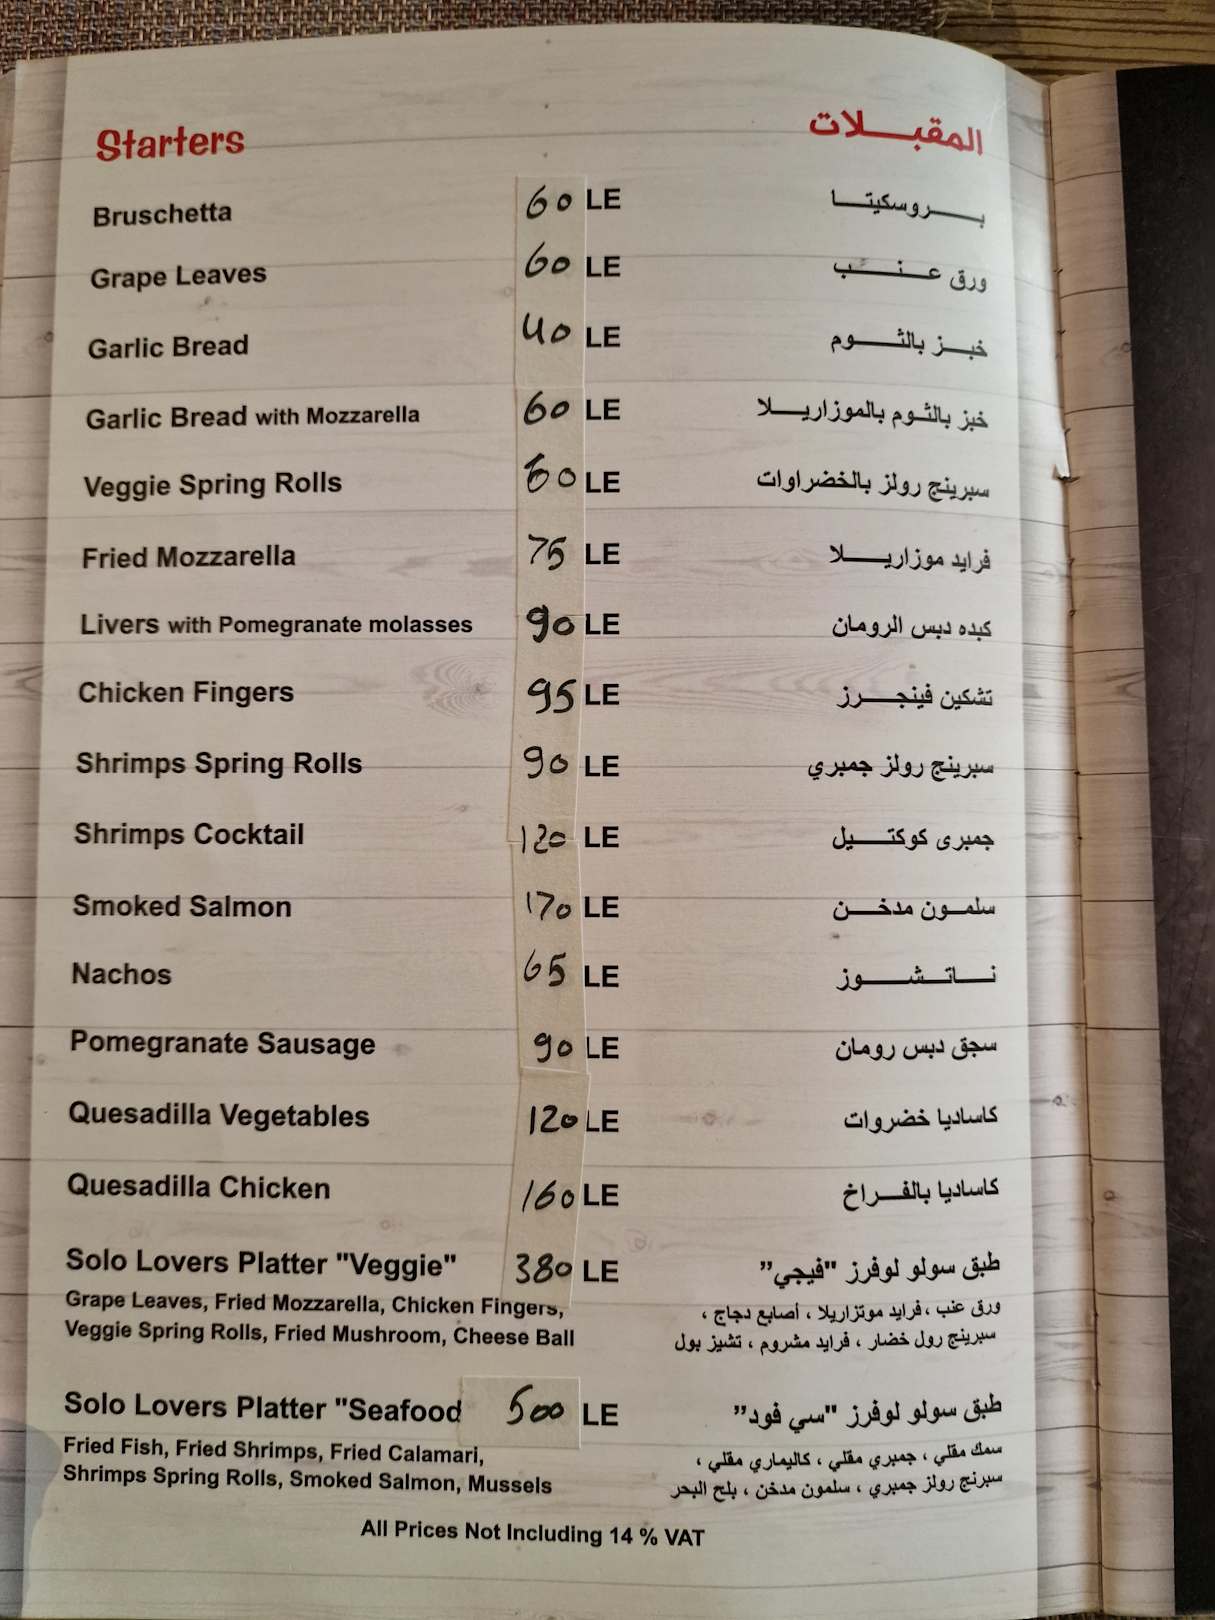 Starters المقبلات
Bruschetta 60 LE بروسكيتا
Grape Leaves 60 LE ورق عنب
Garlic Bread 40 LE خبز بالثوم
Garlic Bread with Mozzarella 60 LE خبز بالثوم بالموزاريلا
Veggie Spring Rolls 60 LE سبرينج رولز بالخضراوات
Fried Mozzarella 75 LE فرايد موزاريلا
Livers with Pomegranate molasses 90 LE كبده دبس الرومان
Chicken Fingers 95 LE تشكين فينجرز
Shrimps Spring Rolls 90 LE سبرينج رولز جمبري
Shrimps Cocktail 120 LE جمبرى كوكتيل
Smoked Salmon 170 LE سلمون مدخن
Nachos 65 LE ناتشوز
Pomegranate Sausage 90 LE سجق دبس رومان
Quesadilla Vegetables 120 LE كاساديا خضروات
Quesadilla Chicken 160 LE كاساديا بالفراخ
Solo Lovers Platter "Veggie" 380 LE طبق سولو لوفرز "فيجي"
Grape Leaves, Fried Mozzarella, Chicken Fingers, ورق عنب ، فرايد موتزاريلا ، أصابع دجاج ،
Veggie Spring Rolls, Fried Mushroom, Cheese Ball سبرينج رول خضار ، فرايد مشروم ، تشيز بول
Solo Lovers Platter "Seafood 500 LE طبق سولو لوفرز "سي فود"
Fried Fish, Fried Shrimps, Fried Calamari, سمك مقلي ، جمبري مقلي ، كاليماري مقلي ،
Shrimps Spring Rolls, Smoked Salmon, Mussels سبرنج رولز جمبري ، سلمون مدخن ، بلح البحر
All Prices Not Including 14 % VAT